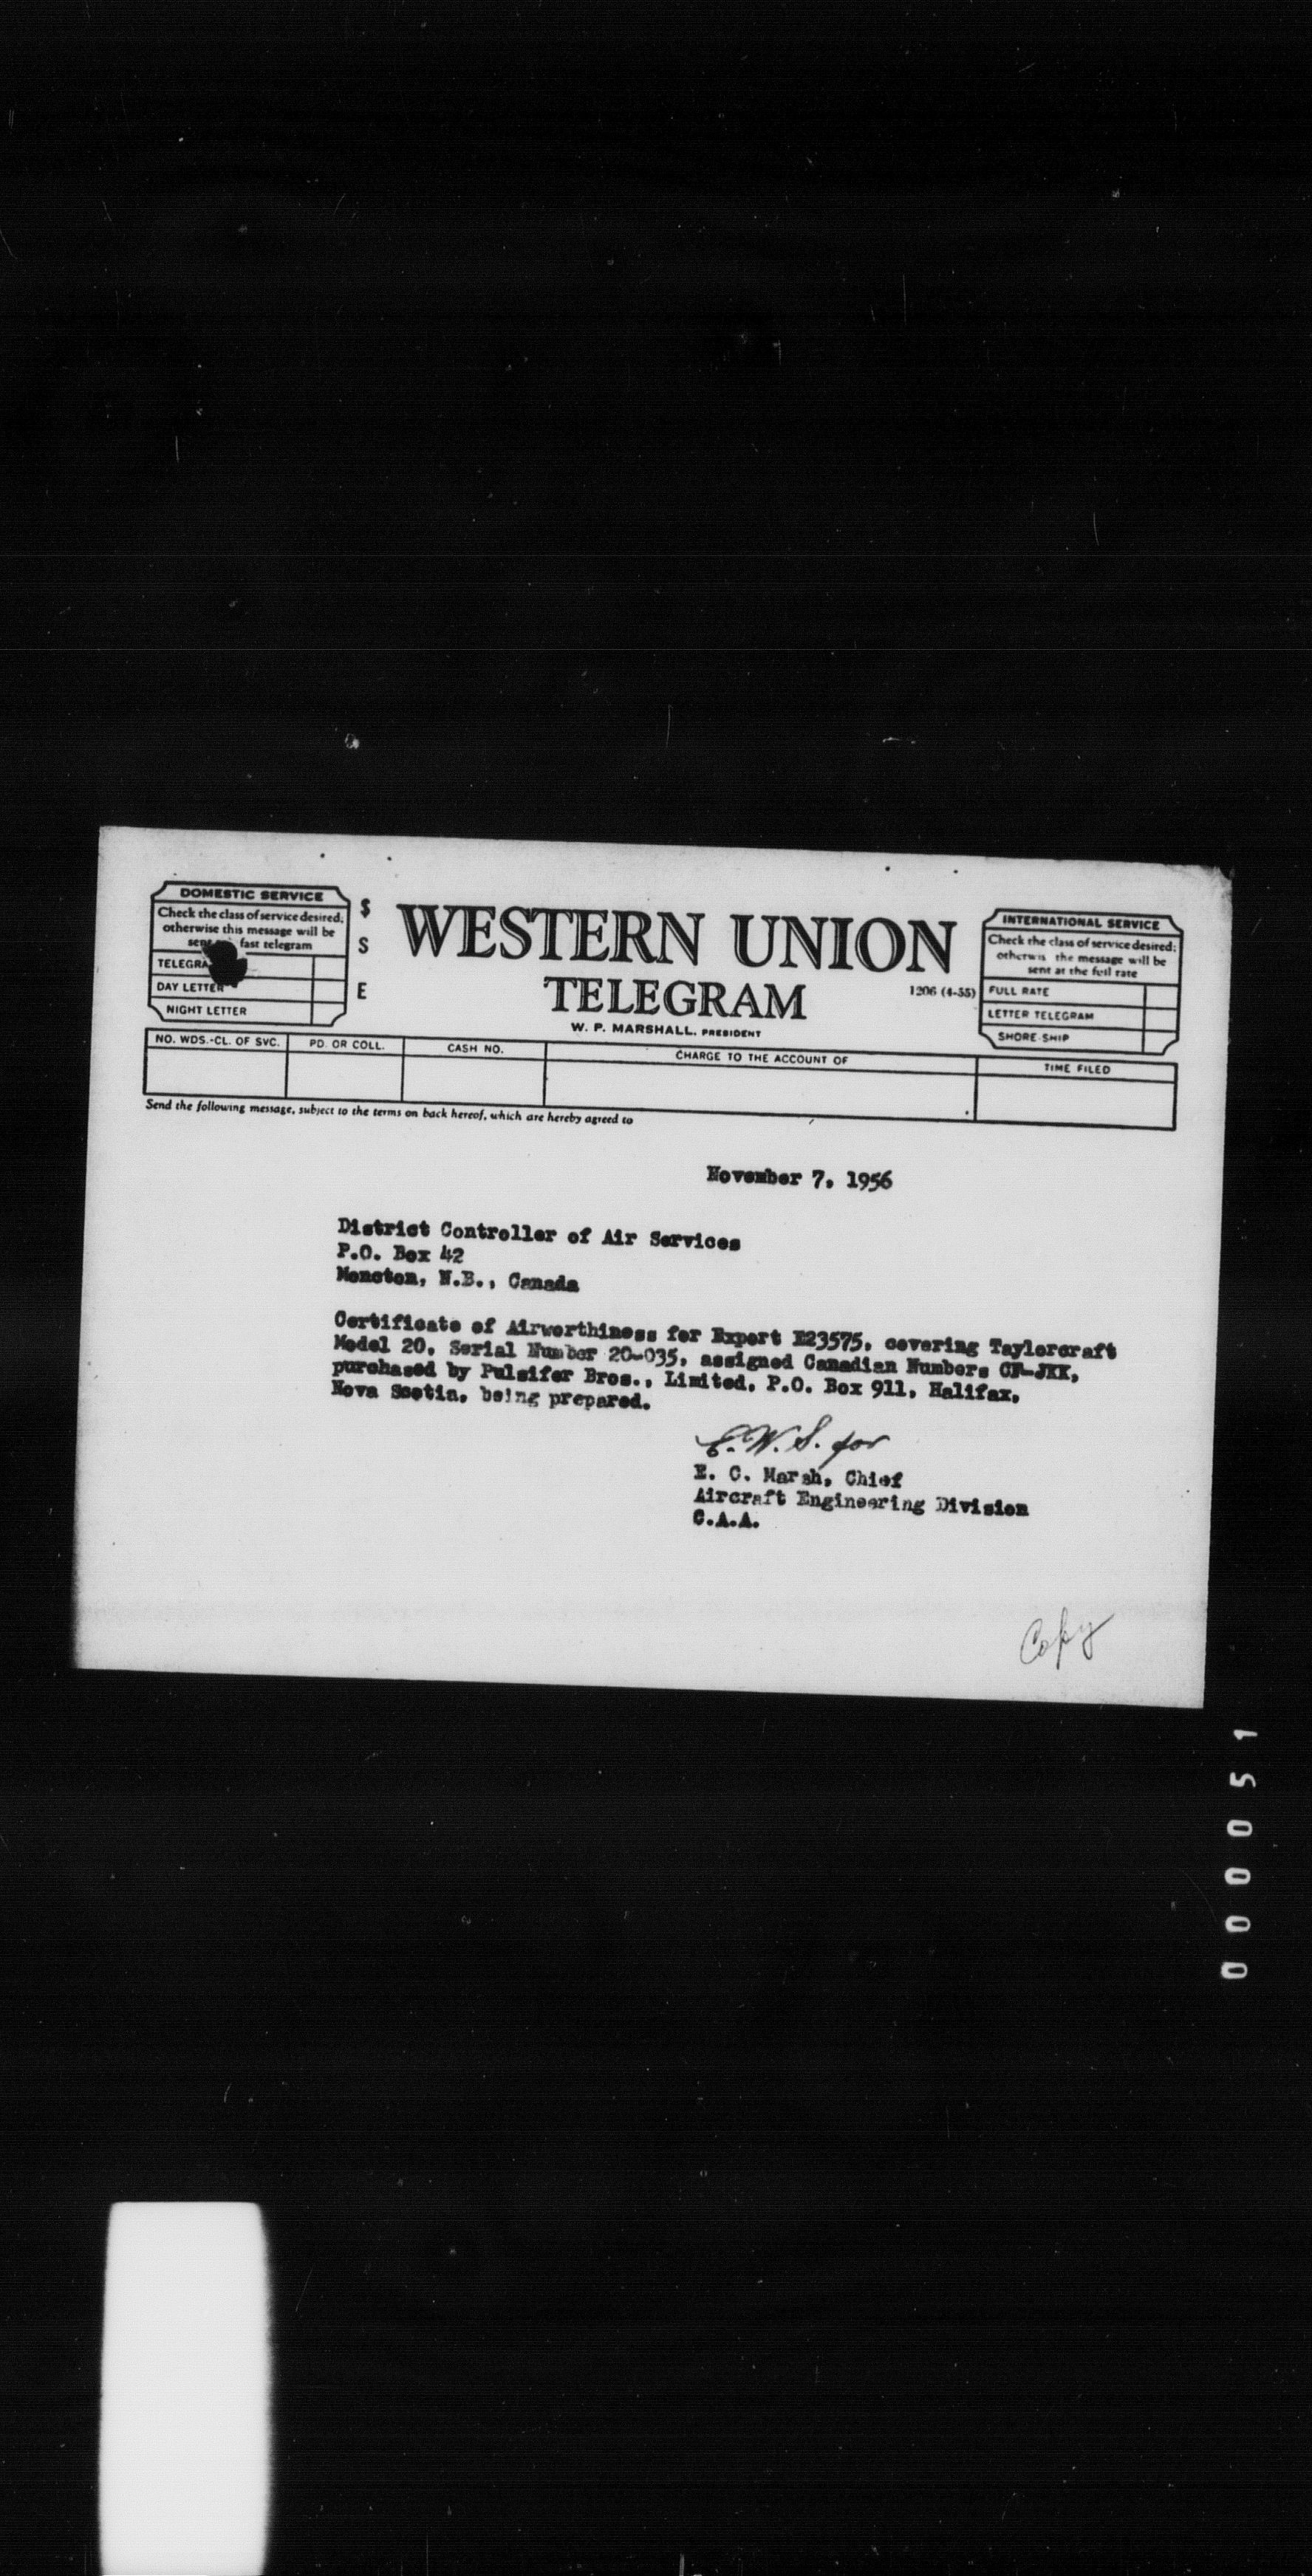 DOMESTIC SERVICE
Check the class of service desired;
otherwise this message will be
fast telegram
DAY LETTER
NIGHT LETTER
$
S
E
WESTERN UNION
TELEGRAM
1206 (4-55)
W. P. MARSHALL, PRESIDENT
INTERNATIONAL SERVICE
Check the class of service desired;
otherwis the message will be
sent at the full rate
FULL RATE
LETTER TELEGRAM
SHORE-SHIP
NO. WDS.-CL. OF SVC. PD. OR COLL. CASH NO. CHARGE TO THE ACCOUNT OF TIME FILED
Send the following message, subject to the terms on back hereof, which are hereby agreed to
November 7, 1956
District Controller of Air Services
P.O. Box 42
Moncton, N.B., Canada
Certificate of Airworthiness for Export E23575, covering Taylorcraft
Model 20, Serial Number 20-035, assigned Canadian Numbers
purchased by Pulsifer Bros., Limited, P.O. Box 911, Halifax,
Nova Scotia, being prepared.
E.W.S. for
E. C. Marsh, Chief
Aircraft Engineering Division
C.A.A.
Copy
000051